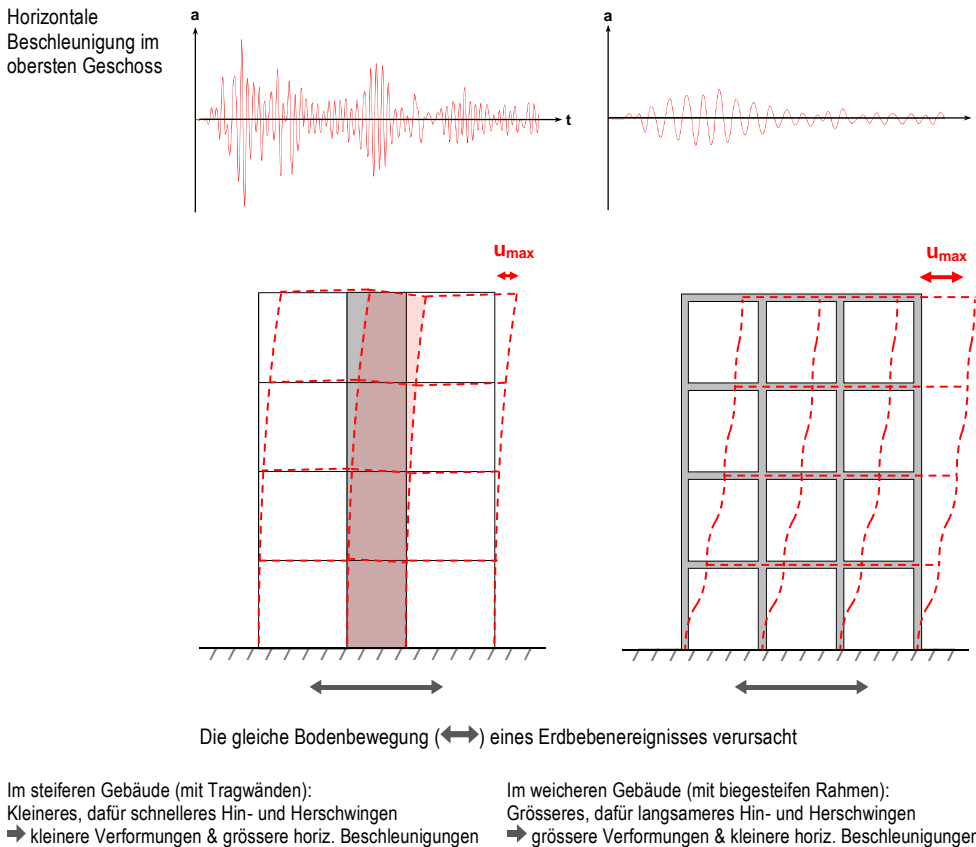 Horizontale
Beschleunigung im
obersten Geschoss
a
t
a
umax
umax
Die gleiche Bodenbewegung (⬌) eines Erdbebenereignisses verursacht
Im steiferen Gebäude (mit Tragwänden):
Kleineres, dafür schnelleres Hin- und Herschwingen
➡ kleinere Verformungen & grössere horiz. Beschleunigungen
Im weicheren Gebäude (mit biegesteifen Rahmen):
Grösseres, dafür langsameres Hin- und Herschwingen
➡ grössere Verformungen & kleinere horiz. Beschleunigungen